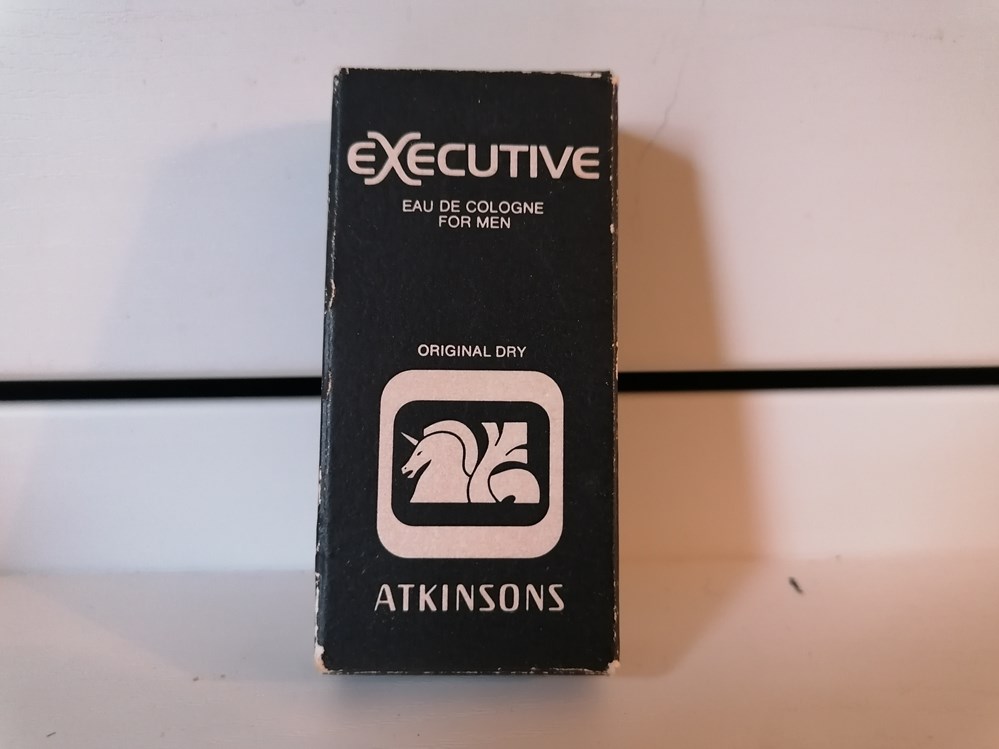 EXECUTIVE
EAU DE COLOGNE
FOR MEN
ORIGINAL DRY
ATKINSONS